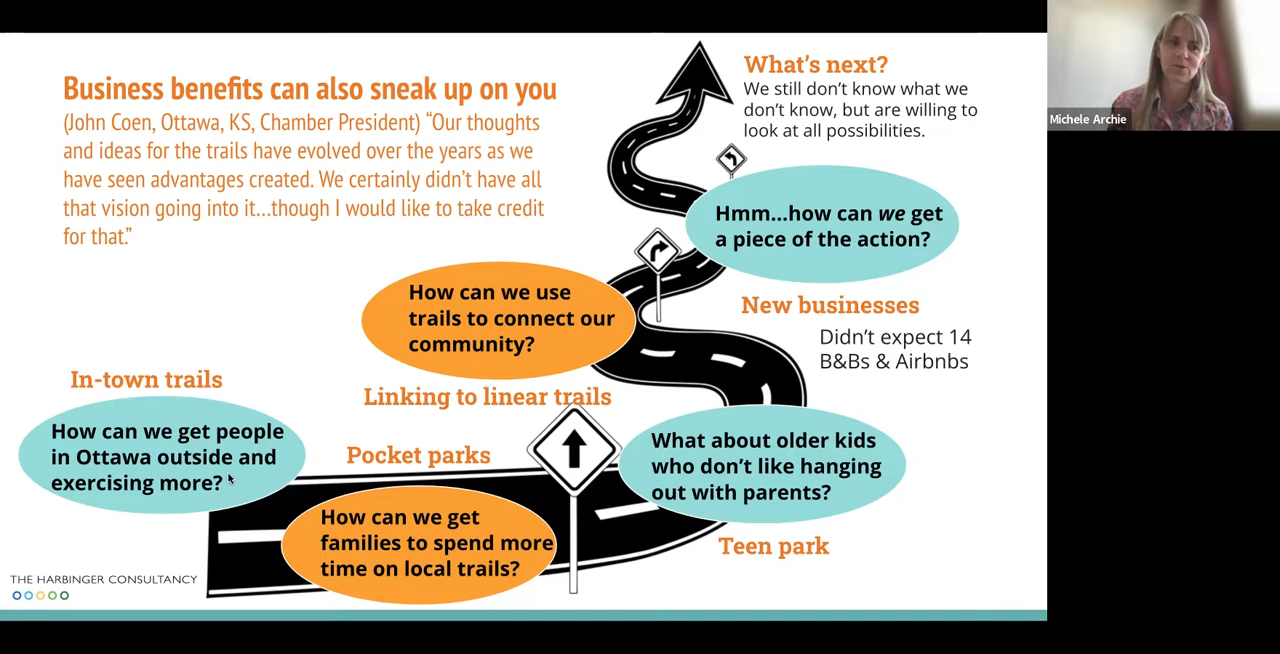 Business benefits can also sneak up on you
(John Coen, Ottawa, KS, Chamber President) “Our thoughts
and ideas for the trails have evolved over the years as we
have seen advantages created. We certainly didn’t have all
that vision going into it...though I would like to take credit
for that.”
What’s next?
We still don’t know what we
don’t know, but are willing to
look at all possibilities.
Hmm...how can we get
a piece of the action?
New businesses
Didn’t expect 14
B&Bs & Airbnbs
How can we use
trails to connect our
community?
Linking to linear trails
In-town trails
How can we get people
in Ottawa outside and
exercising more?
Pocket parks
How can we get
families to spend more
time on local trails?
What about older kids
who don’t like hanging
out with parents?
Teen park
THE HARBINGER CONSULTANCY
Michele Archie